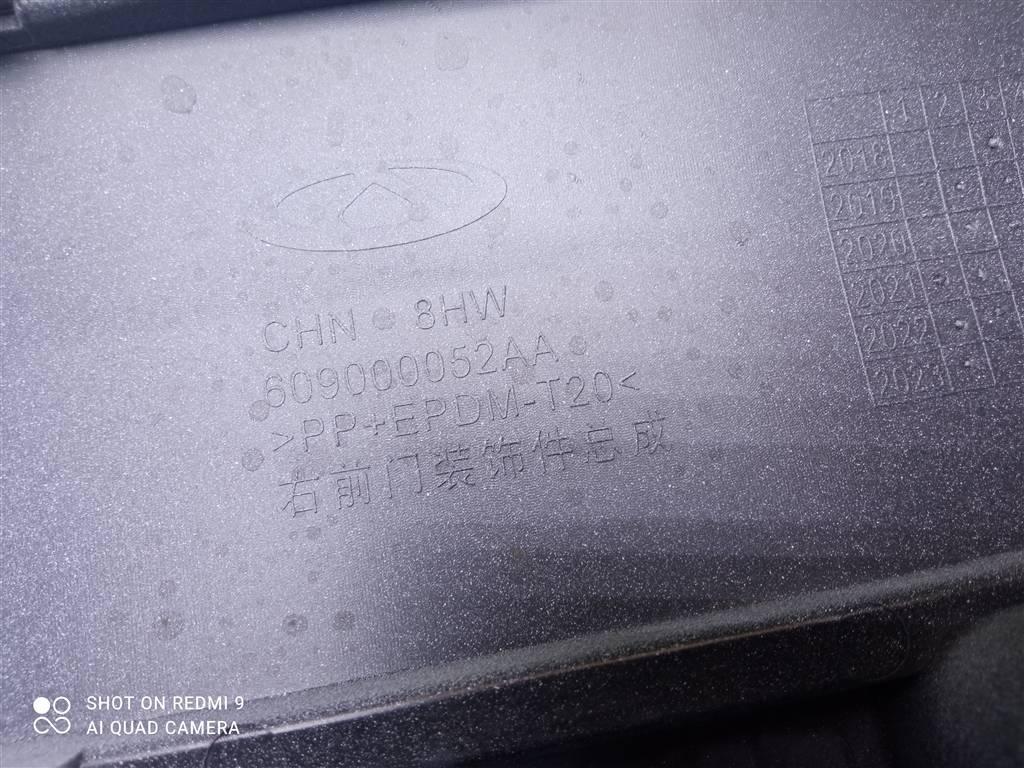 CHN 8HW
609000052AA
>PP+EPDM-T20<
右前门装饰件总成
1 2 3
2018
2019
2020
2021
2022
2023
SHOT ON REDMI 9
AI QUAD CAMERA